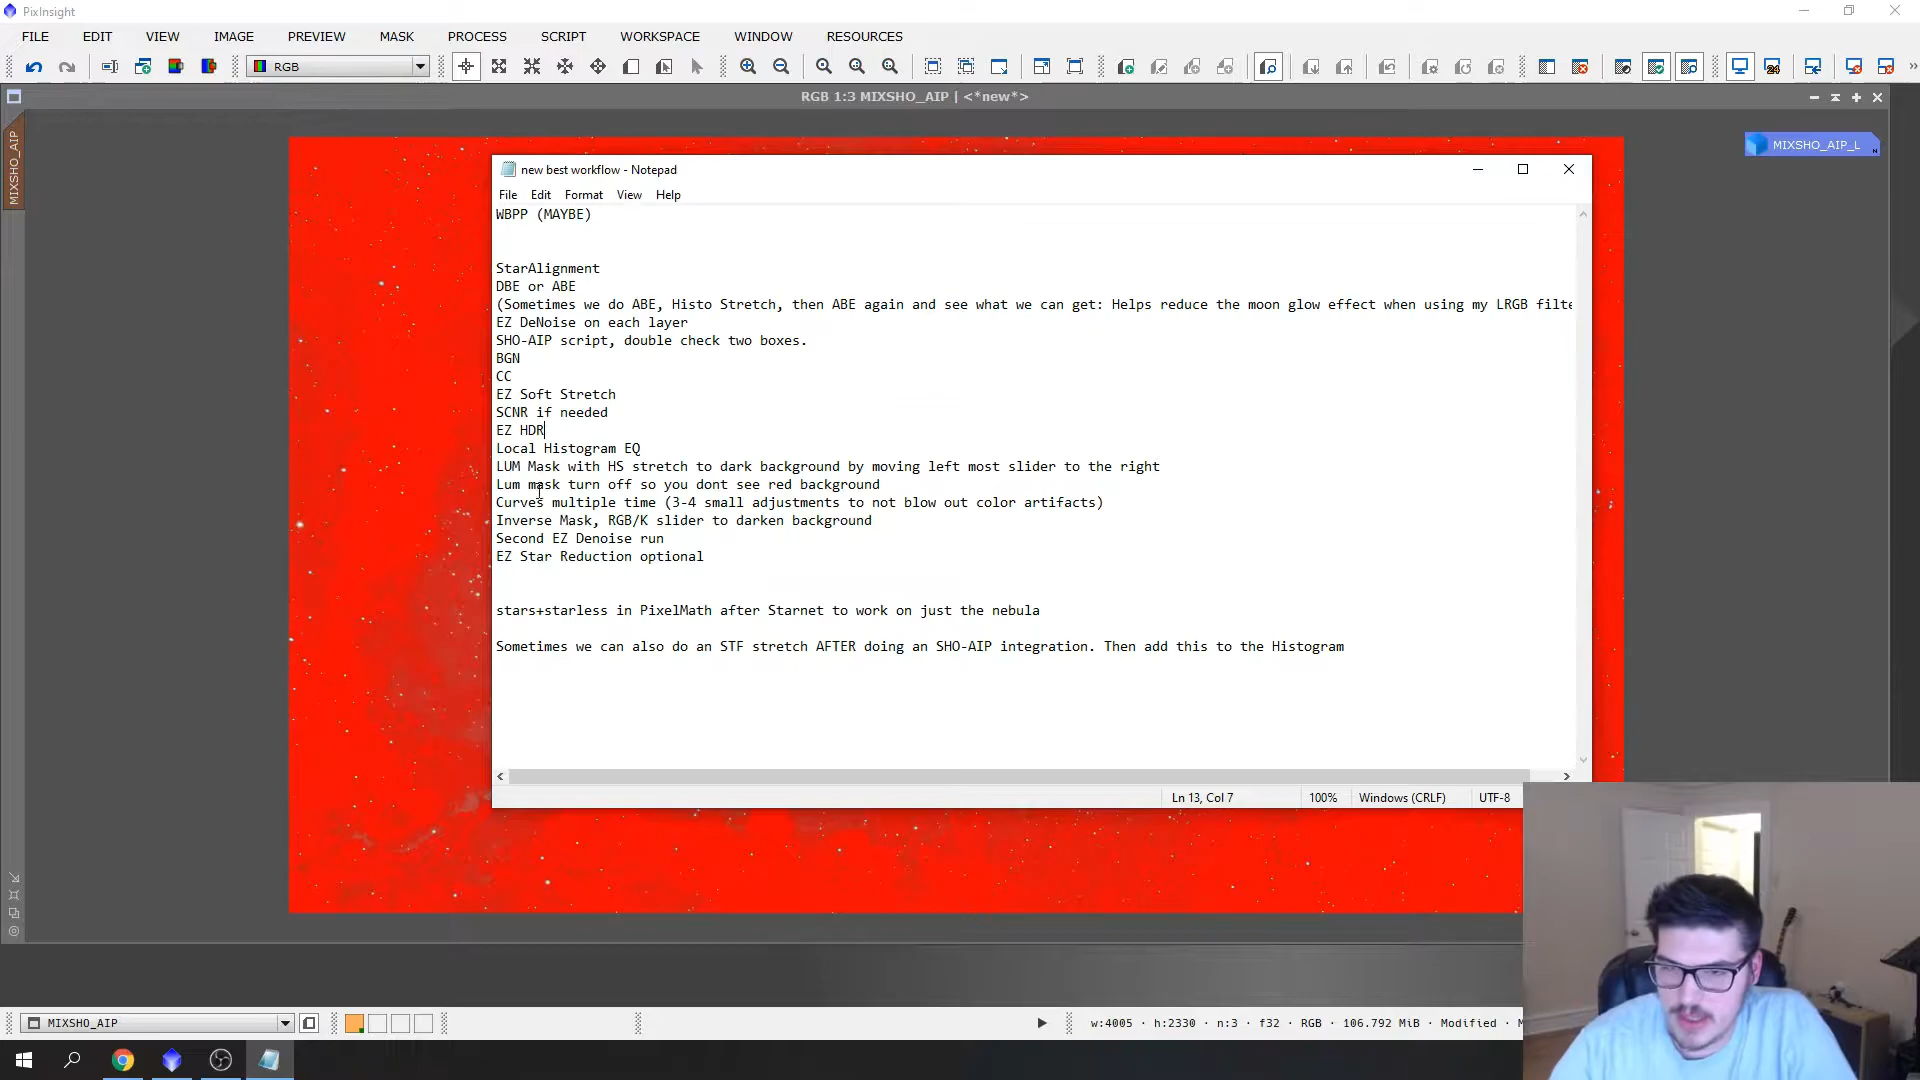 PixInsight
FILE EDIT VIEW IMAGE PREVIEW MASK PROCESS SCRIPT WORKSPACE WINDOW RESOURCES
RGB
RGB 1:3 MIXSHO_AIP | <*new*>
MIXSHO_AIP
MIXSHO_AIP_L
new best workflow - Notepad
File Edit Format View Help
WBPP (MAYBE)
StarAlignment
DBE or ABE
(Sometimes we do ABE, Histo Stretch, then ABE again and see what we can get: Helps reduce the moon glow effect when using my LRGB filte
EZ DeNoise on each layer
SHO-AIP script, double check two boxes.
BGN
CC
EZ Soft Stretch
SCNR if needed
EZ HDR
Local Histogram EQ
LUM Mask with HS stretch to dark background by moving left most slider to the right
Lum mask turn off so you dont see red background
Curves multiple time (3-4 small adjustments to not blow out color artifacts)
Inverse Mask, RGB/K slider to darken background
Second EZ Denoise run
EZ Star Reduction optional
stars+starless in PixelMath after Starnet to work on just the nebula
Sometimes we can also do an STF stretch AFTER doing an SHO-AIP integration. Then add this to the Histogram
Ln 13, Col 7 100% Windows (CRLF) UTF-8
MIXSHO_AIP
w:4005 · h:2330 · n:3 · f32 · RGB · 106.792 MiB · Modified ·